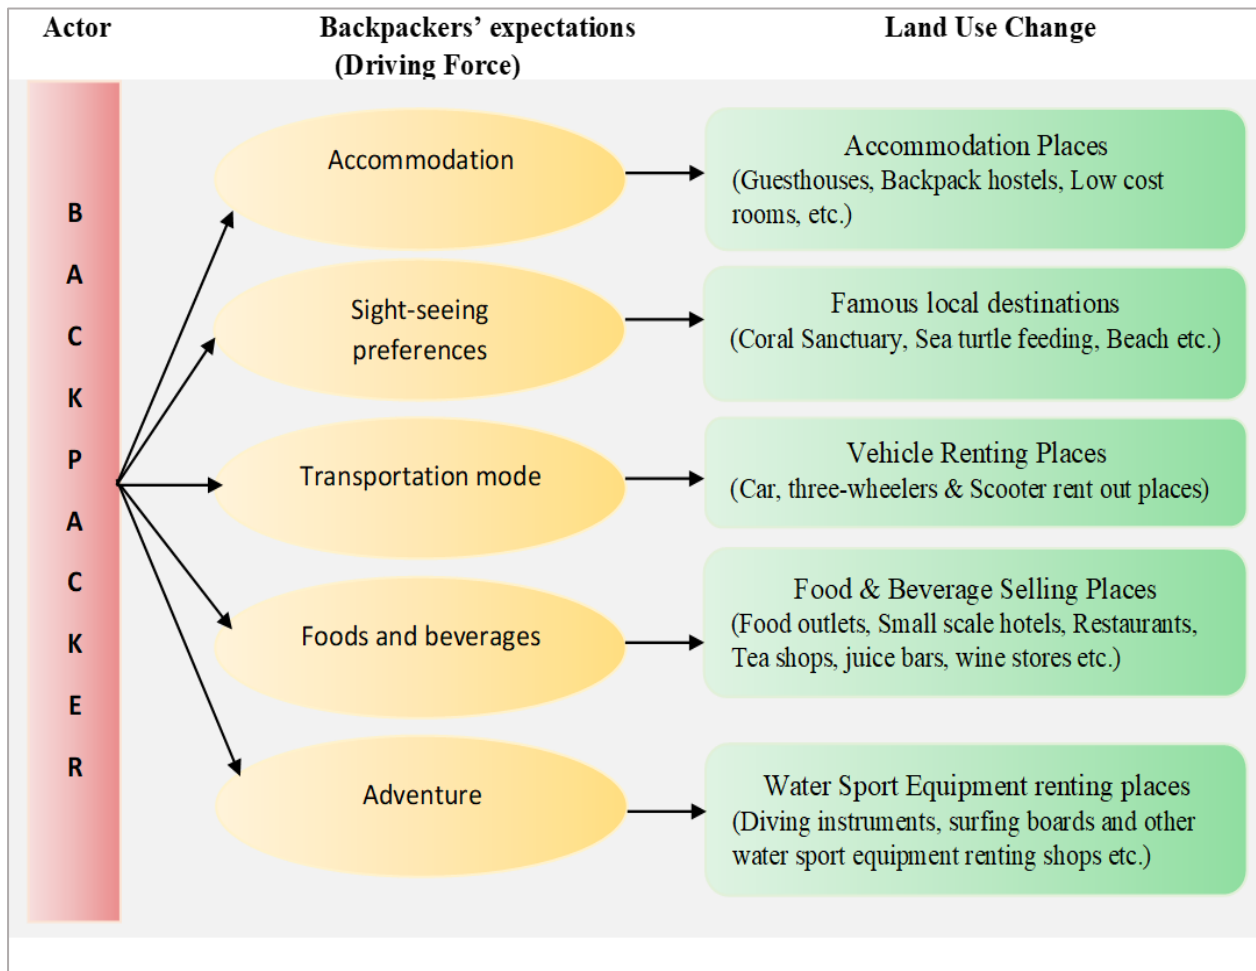 Actor
Backpackers’ expectations
(Driving Force)
Land Use Change
B
A
C
K
P
A
C
K
E
R
Accommodation
Accommodation Places
(Guesthouses, Backpack hostels, Low cost
rooms, etc.)
Sight-seeing
preferences
Famous local destinations
(Coral Sanctuary, Sea turtle feeding, Beach etc.)
Transportation mode
Vehicle Renting Places
(Car, three-wheelers & Scooter rent out places)
Foods and beverages
Food & Beverage Selling Places
(Food outlets, Small scale hotels, Restaurants,
Tea shops, juice bars, wine stores etc.)
Adventure
Water Sport Equipment renting places
(Diving instruments, surfing boards and other
water sport equipment renting shops etc.)